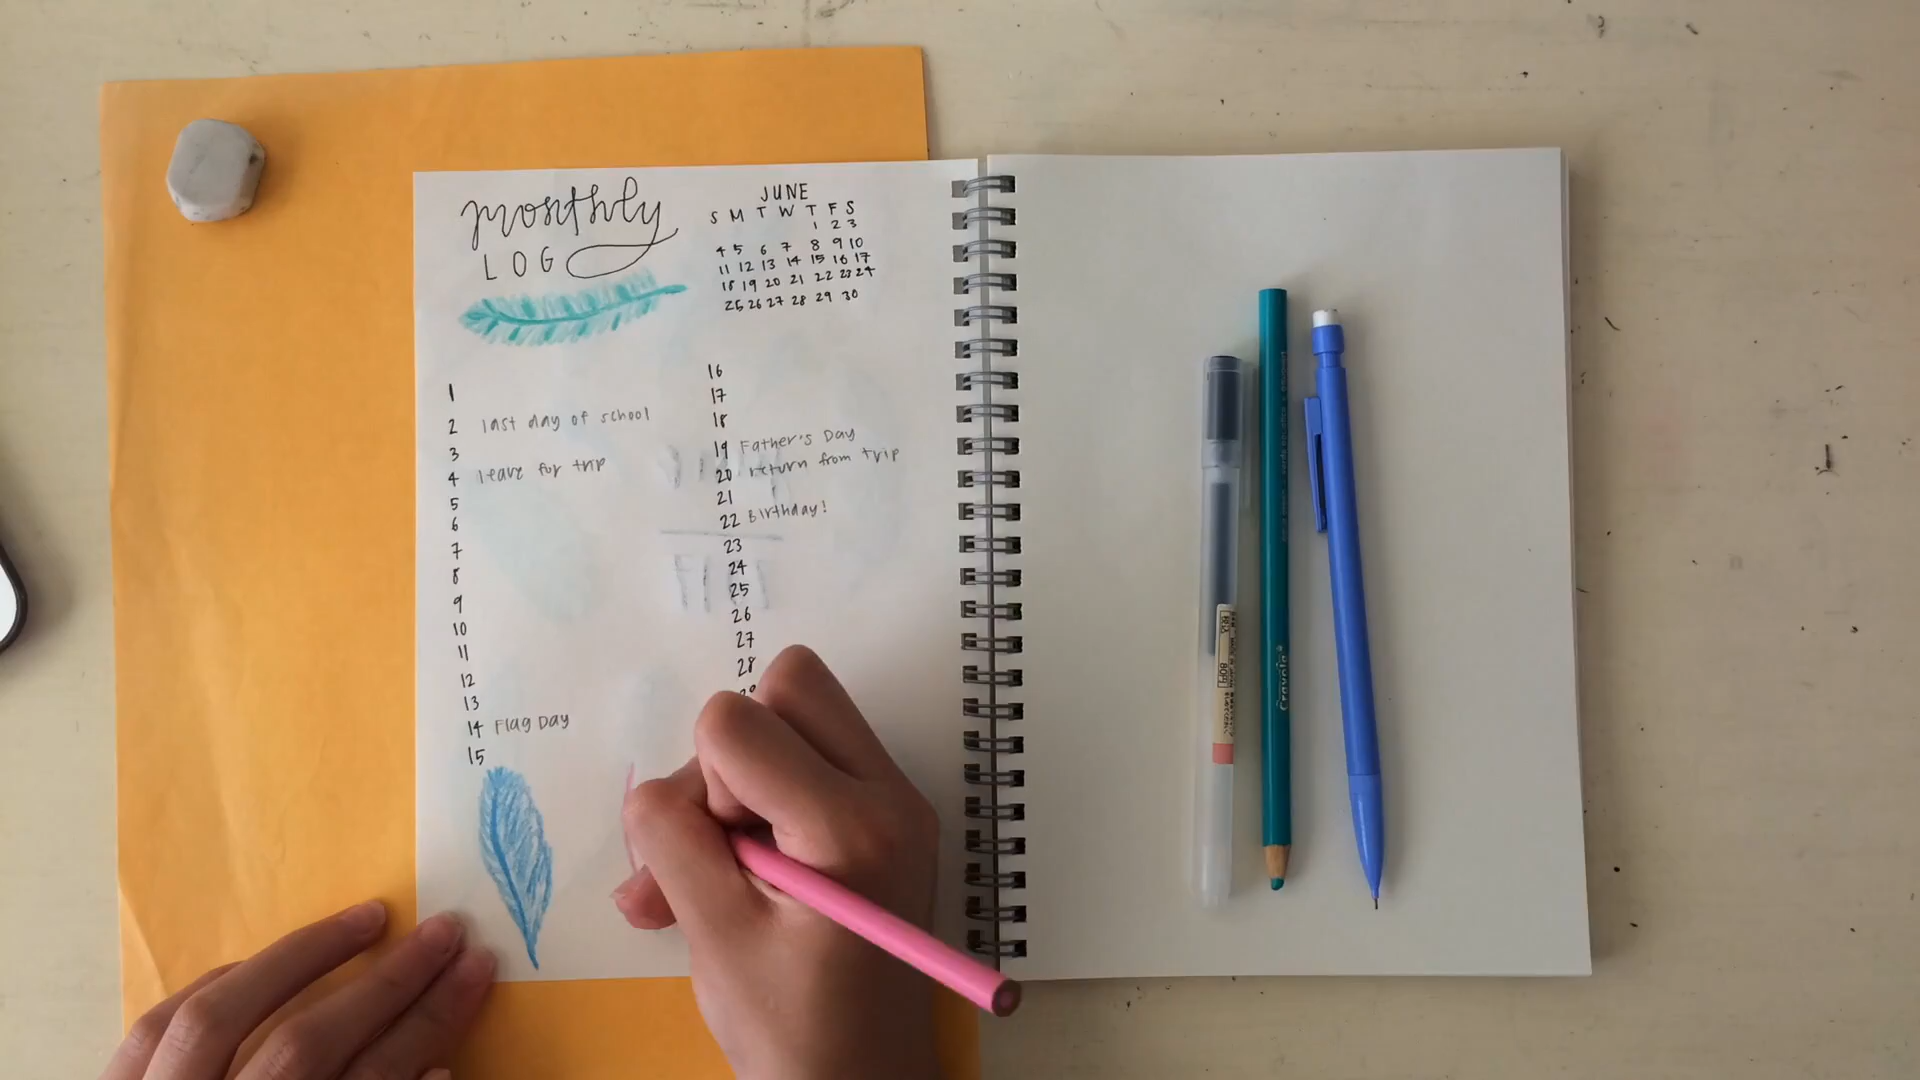 monthly
LOG
JUNE
S M T W T F S
1 2 3
4 5 6 7 8 9 10
11 12 13 14 15 16 17
18 19 20 21 22 23 24
25 26 27 28 29 30
1
2 last day of school
3
4 leave for trip
5
6
7
8
9
10
11
12
13
14 Flag Day
15
16
17
18
19 Father's Day
20 return from trip
21
22 Birthday!
23
24
25
26
27
28
Crayola